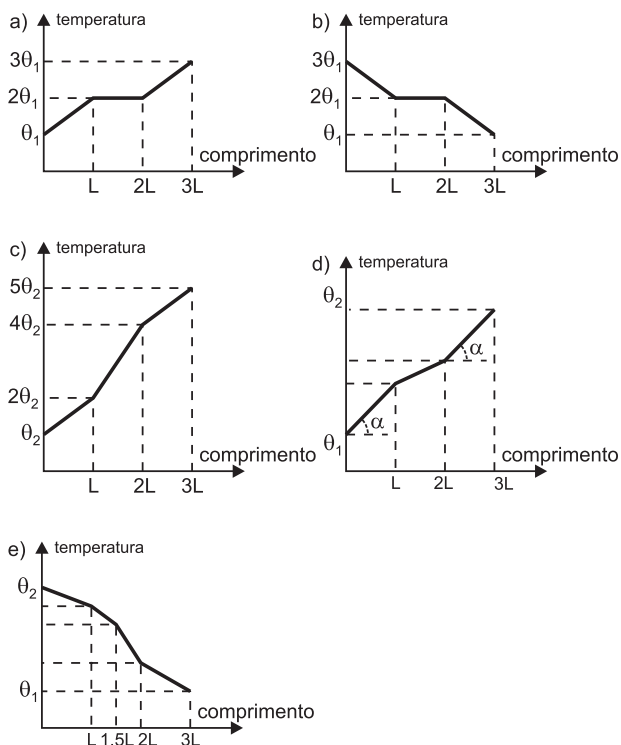 a) temperatura
3θ₁
2θ₁
θ₁
comprimento
L 2L 3L
b) temperatura
3θ₁
2θ₁
θ₁
comprimento
L 2L 3L
c) temperatura
5θ₂
4θ₂
2θ₂
θ₂
comprimento
L 2L 3L
d) temperatura
θ₂
α
α
θ₁
comprimento
L 2L 3L
e) temperatura
θ₂
θ₁
comprimento
L 1,5L 2L 3L